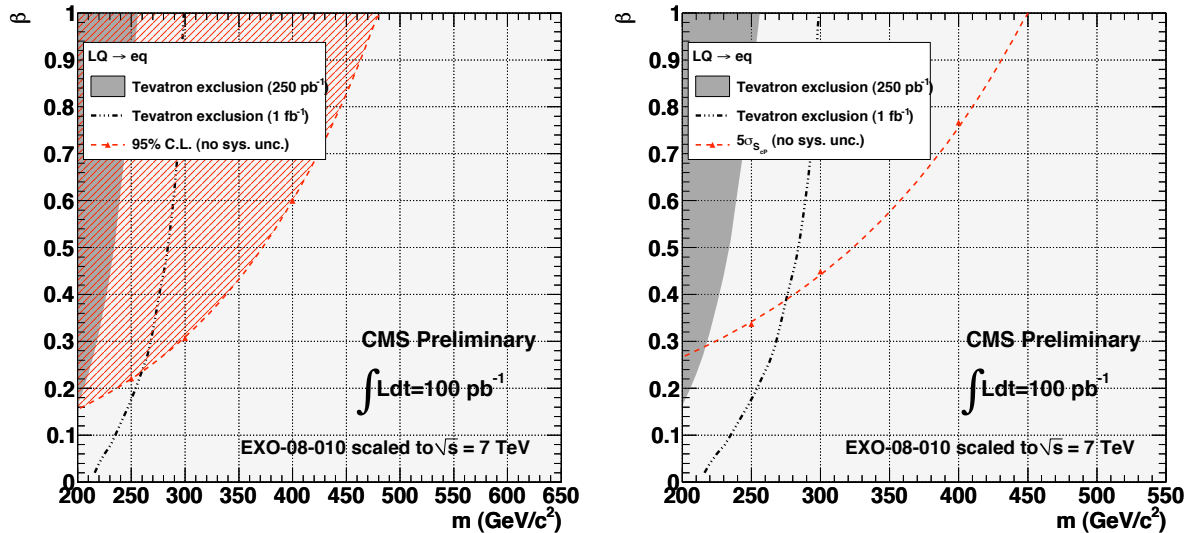 β
1
0.9
0.8
0.7
0.6
0.5
0.4
0.3
0.2
0.1
0
LQ → eq
Tevatron exclusion (250 pb⁻¹)
Tevatron exclusion (1 fb⁻¹)
95% C.L. (no sys. unc.)
CMS Preliminary
∫Ldt=100 pb⁻¹
EXO-08-010 scaled to √s = 7 TeV
200 250 300 350 400 450 500 550 600 650
m (GeV/c²)
β
1
0.9
0.8
0.7
0.6
0.5
0.4
0.3
0.2
0.1
0
LQ → eq
Tevatron exclusion (250 pb⁻¹)
Tevatron exclusion (1 fb⁻¹)
5σ_{S_{cP}} (no sys. unc.)
CMS Preliminary
∫Ldt=100 pb⁻¹
EXO-08-010 scaled to √s = 7 TeV
200 250 300 350 400 450 500 550
m (GeV/c²)